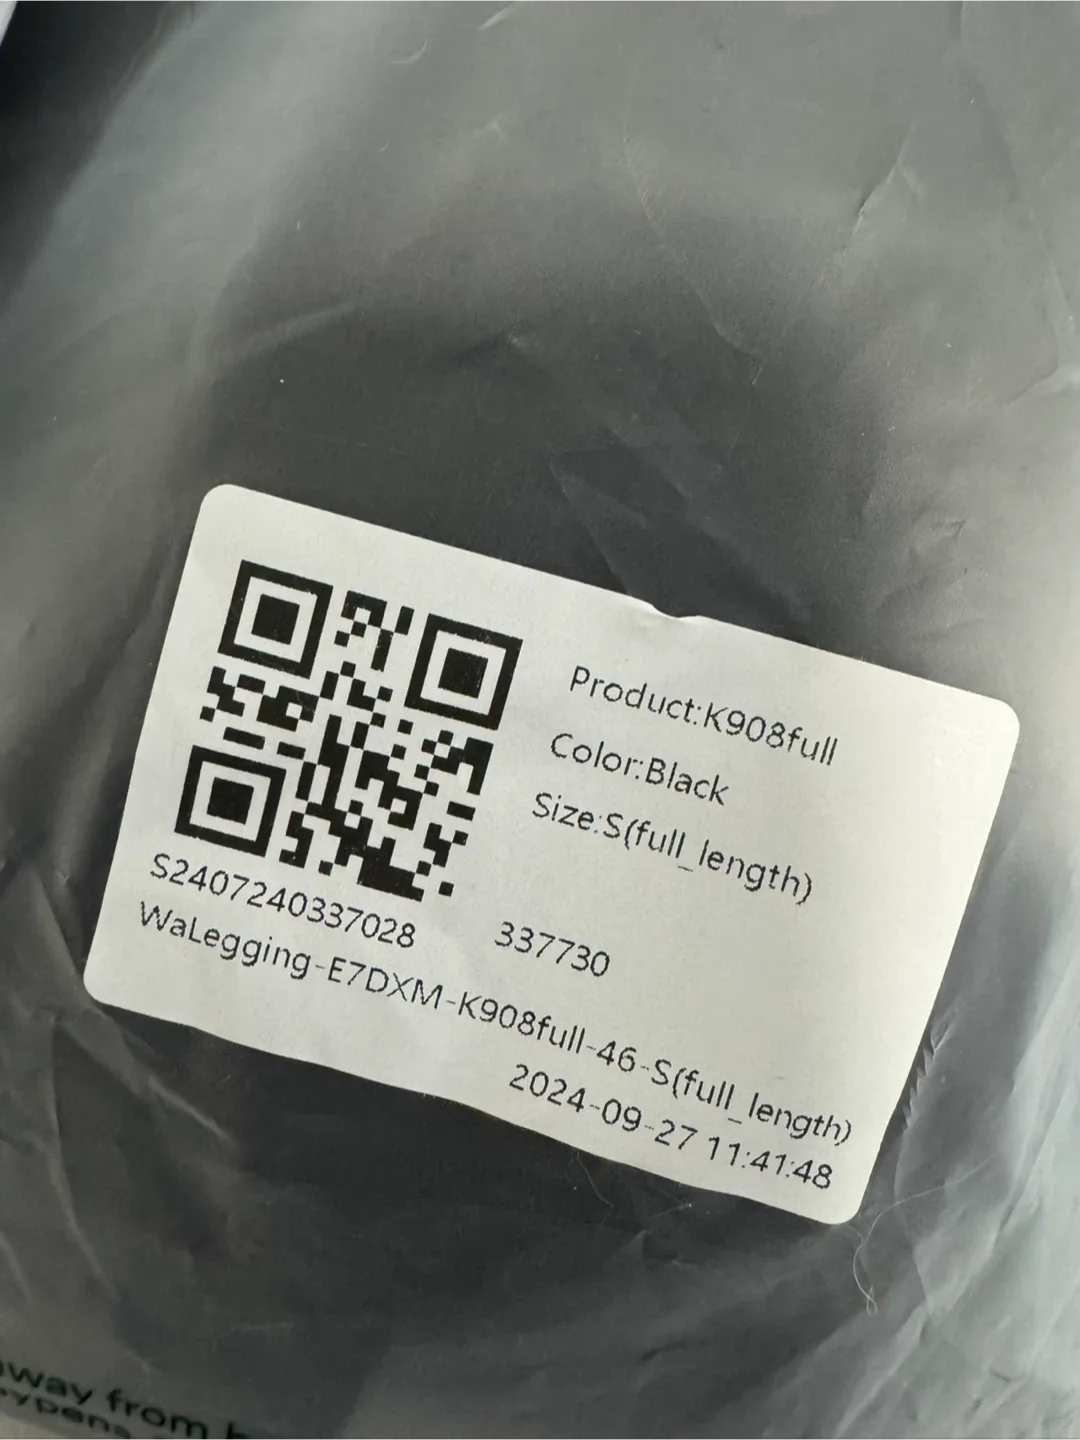 Product:K908full
Color:Black
Size:S(full_length)
S2407240337028 337730
WaLegging-E7DXM-K908full-46-S(full_length)
2024-09-27 11:41:48
away from